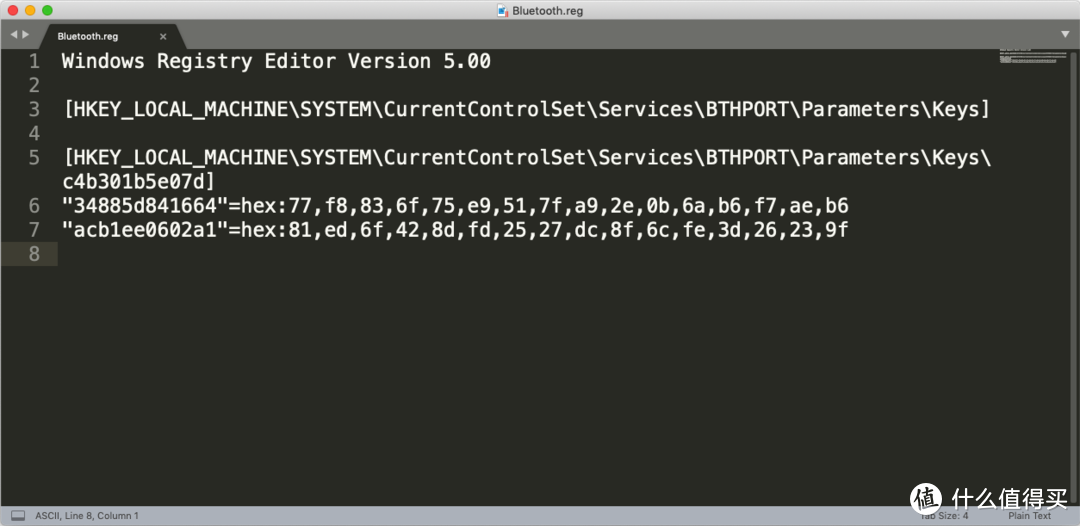 Bluetooth.reg
Bluetooth.reg ×
1 Windows Registry Editor Version 5.00
2
3 [HKEY_LOCAL_MACHINE\SYSTEM\CurrentControlSet\Services\BTHPORT\Parameters\Keys]
4
5 [HKEY_LOCAL_MACHINE\SYSTEM\CurrentControlSet\Services\BTHPORT\Parameters\Keys\
c4b301b5e07d]
6 "34885d841664"=hex:77,f8,83,6f,75,e9,51,7f,a9,2e,0b,6a,b6,f7,ae,b6
7 "acb1ee0602a1"=hex:81,ed,6f,42,8d,fd,25,27,dc,8f,6c,fe,3d,26,23,9f
8
值 什么值得买
ASCII, Line 8, Column 1 Tab Size: 4 Plain Text